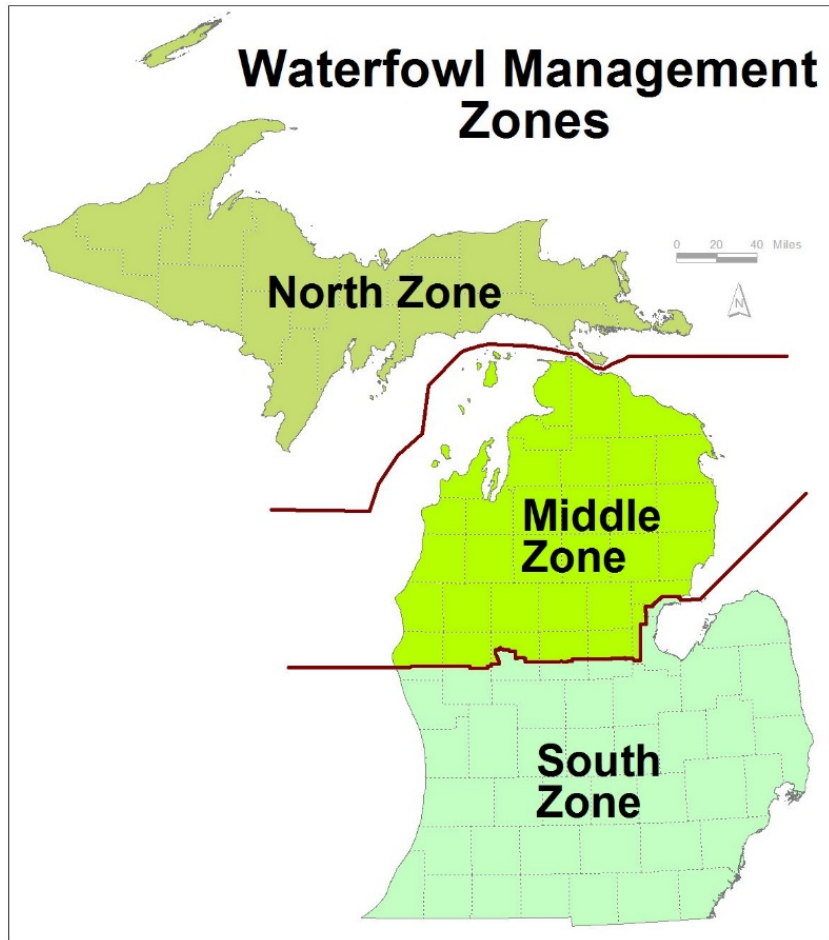 Waterfowl Management
Zones
0 20 40 Miles
North Zone
N
Middle
Zone
South
Zone